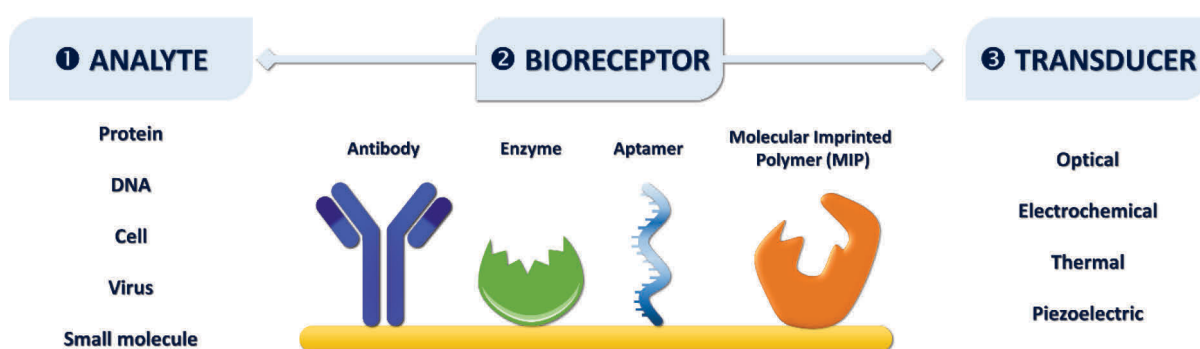 ❶ ANALYTE
❷ BIORECEPTOR
❸ TRANSDUCER
Protein
DNA
Cell
Virus
Small molecule
Antibody
Enzyme
Aptamer
Molecular Imprinted
Polymer (MIP)
Optical
Electrochemical
Thermal
Piezoelectric